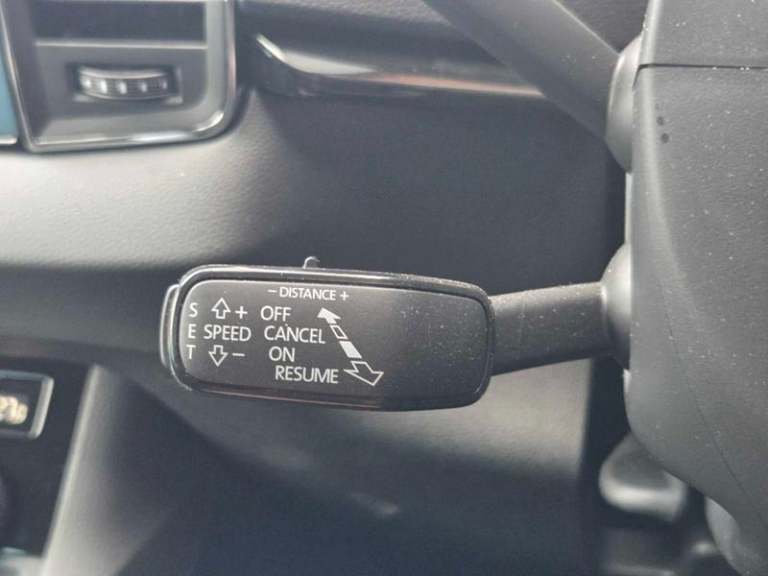 - DISTANCE +
S + OFF
E SPEED CANCEL
T - ON
RESUME